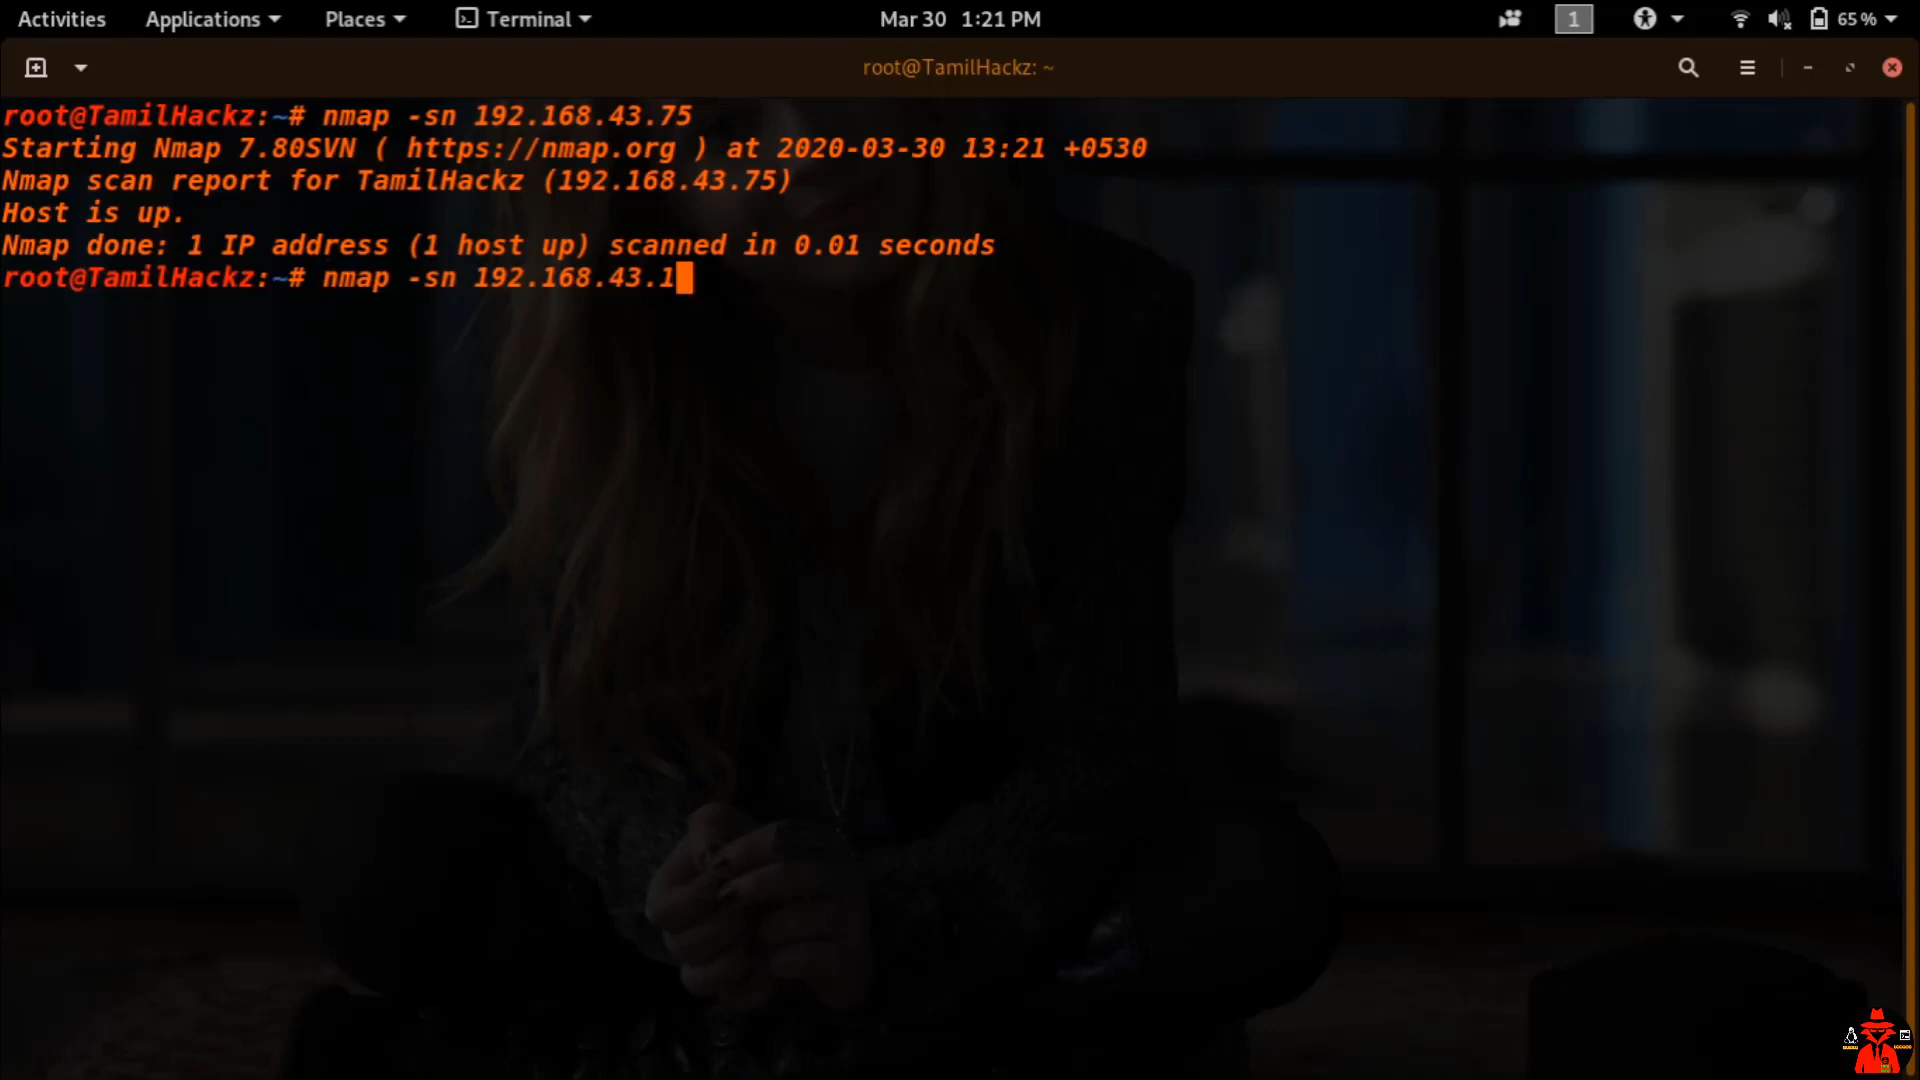 Activities Applications Places Terminal Mar 30 1:21 PM 1 65 %
root@TamilHackz: ~
root@TamilHackz:~# nmap -sn 192.168.43.75
Starting Nmap 7.80SVN ( https://nmap.org ) at 2020-03-30 13:21 +0530
Nmap scan report for TamilHackz (192.168.43.75)
Host is up.
Nmap done: 1 IP address (1 host up) scanned in 0.01 seconds
root@TamilHackz:~# nmap -sn 192.168.43.1